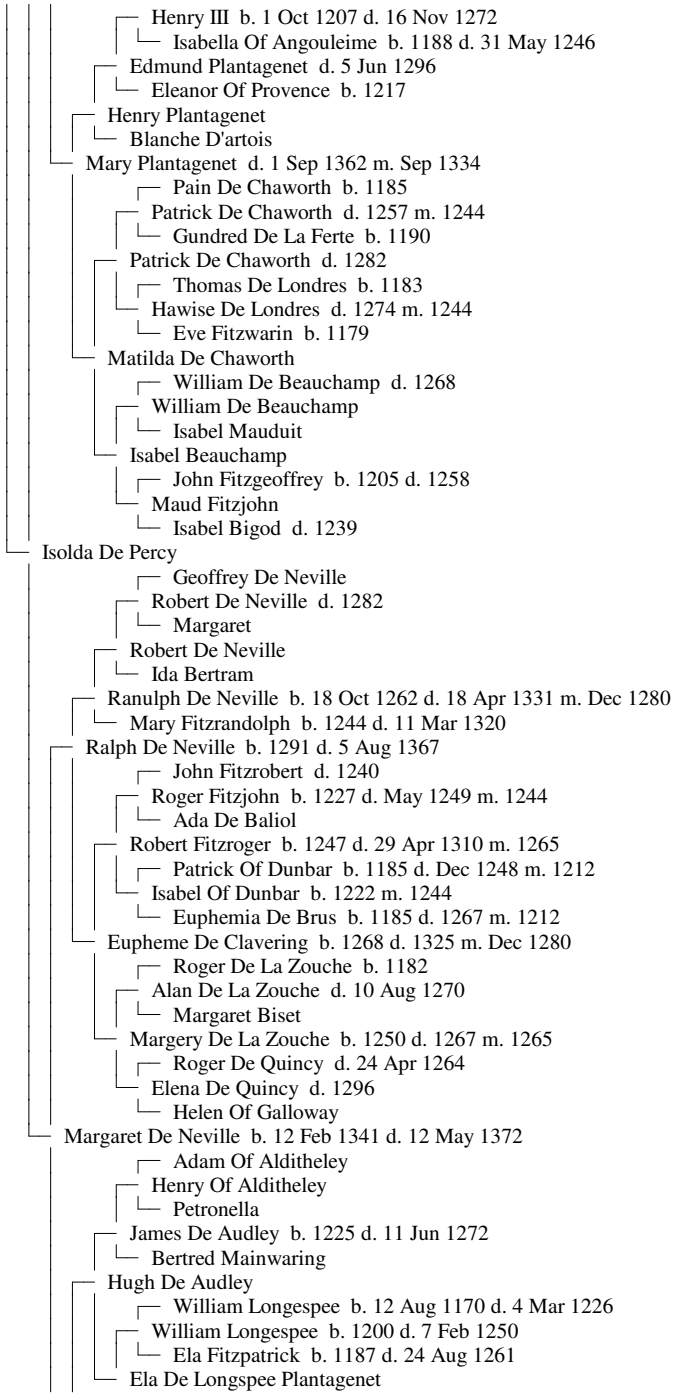 Henry III b. 1 Oct 1207 d. 16 Nov 1272
Isabella Of Angouleime b. 1188 d. 31 May 1246
Edmund Plantagenet d. 5 Jun 1296
Eleanor Of Provence b. 1217
Henry Plantagenet
Blanche D'artois
Mary Plantagenet d. 1 Sep 1362 m. Sep 1334
Pain De Chaworth b. 1185
Patrick De Chaworth d. 1257 m. 1244
Gundred De La Ferte b. 1190
Patrick De Chaworth d. 1282
Thomas De Londres b. 1183
Hawise De Londres d. 1274 m. 1244
Eve Fitzwarin b. 1179
Matilda De Chaworth
William De Beauchamp d. 1268
William De Beauchamp
Isabel Mauduit
Isabel Beauchamp
John Fitzgeoffrey b. 1205 d. 1258
Maud Fitzjohn
Isabel Bigod d. 1239
Isolda De Percy
Geoffrey De Neville
Robert De Neville d. 1282
Margaret
Robert De Neville
Ida Bertram
Ranulph De Neville b. 18 Oct 1262 d. 18 Apr 1331 m. Dec 1280
Mary Fitzrandolph b. 1244 d. 11 Mar 1320
Ralph De Neville b. 1291 d. 5 Aug 1367
John Fitzrobert d. 1240
Roger Fitzjohn b. 1227 d. May 1249 m. 1244
Ada De Baliol
Robert Fitzroger b. 1247 d. 29 Apr 1310 m. 1265
Patrick Of Dunbar b. 1185 d. Dec 1248 m. 1212
Isabel Of Dunbar b. 1222 m. 1244
Euphemia De Brus b. 1185 d. 1267 m. 1212
Eupheme De Clavering b. 1268 d. 1325 m. Dec 1280
Roger De La Zouche b. 1182
Alan De La Zouche d. 10 Aug 1270
Margaret Biset
Margery De La Zouche b. 1250 d. 1267 m. 1265
Roger De Quincy d. 24 Apr 1264
Elena De Quincy d. 1296
Helen Of Galloway
Margaret De Neville b. 12 Feb 1341 d. 12 May 1372
Adam Of Alditheley
Henry Of Alditheley
Petronella
James De Audley b. 1225 d. 11 Jun 1272
Bertred Mainwaring
Hugh De Audley
William Longespee b. 12 Aug 1170 d. 4 Mar 1226
William Longespee b. 1200 d. 7 Feb 1250
Ela Fitzpatrick b. 1187 d. 24 Aug 1261
Ela De Longspee Plantagenet